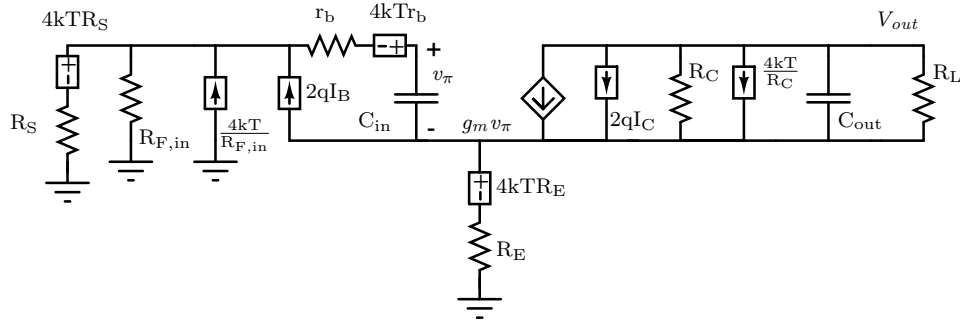 4kTR_S
r_b
4kTr_b
V_out
+
-
+
v_π
-
C_in
R_S
R_F,in
4kT/R_F,in
2qI_B
g_m v_π
2qI_C
R_C
4kT/R_C
C_out
R_L
+
-
4kTR_E
R_E